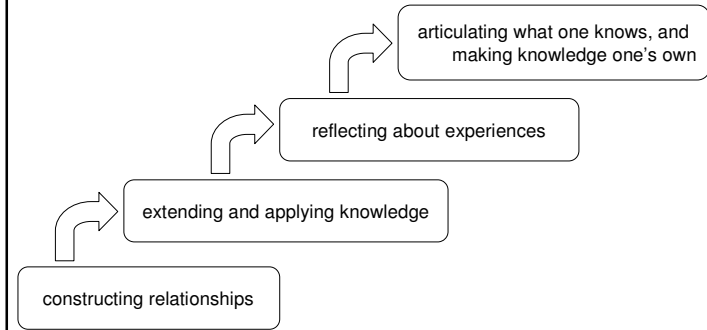 articulating what one knows, and
making knowledge one's own
reflecting about experiences
extending and applying knowledge
constructing relationships